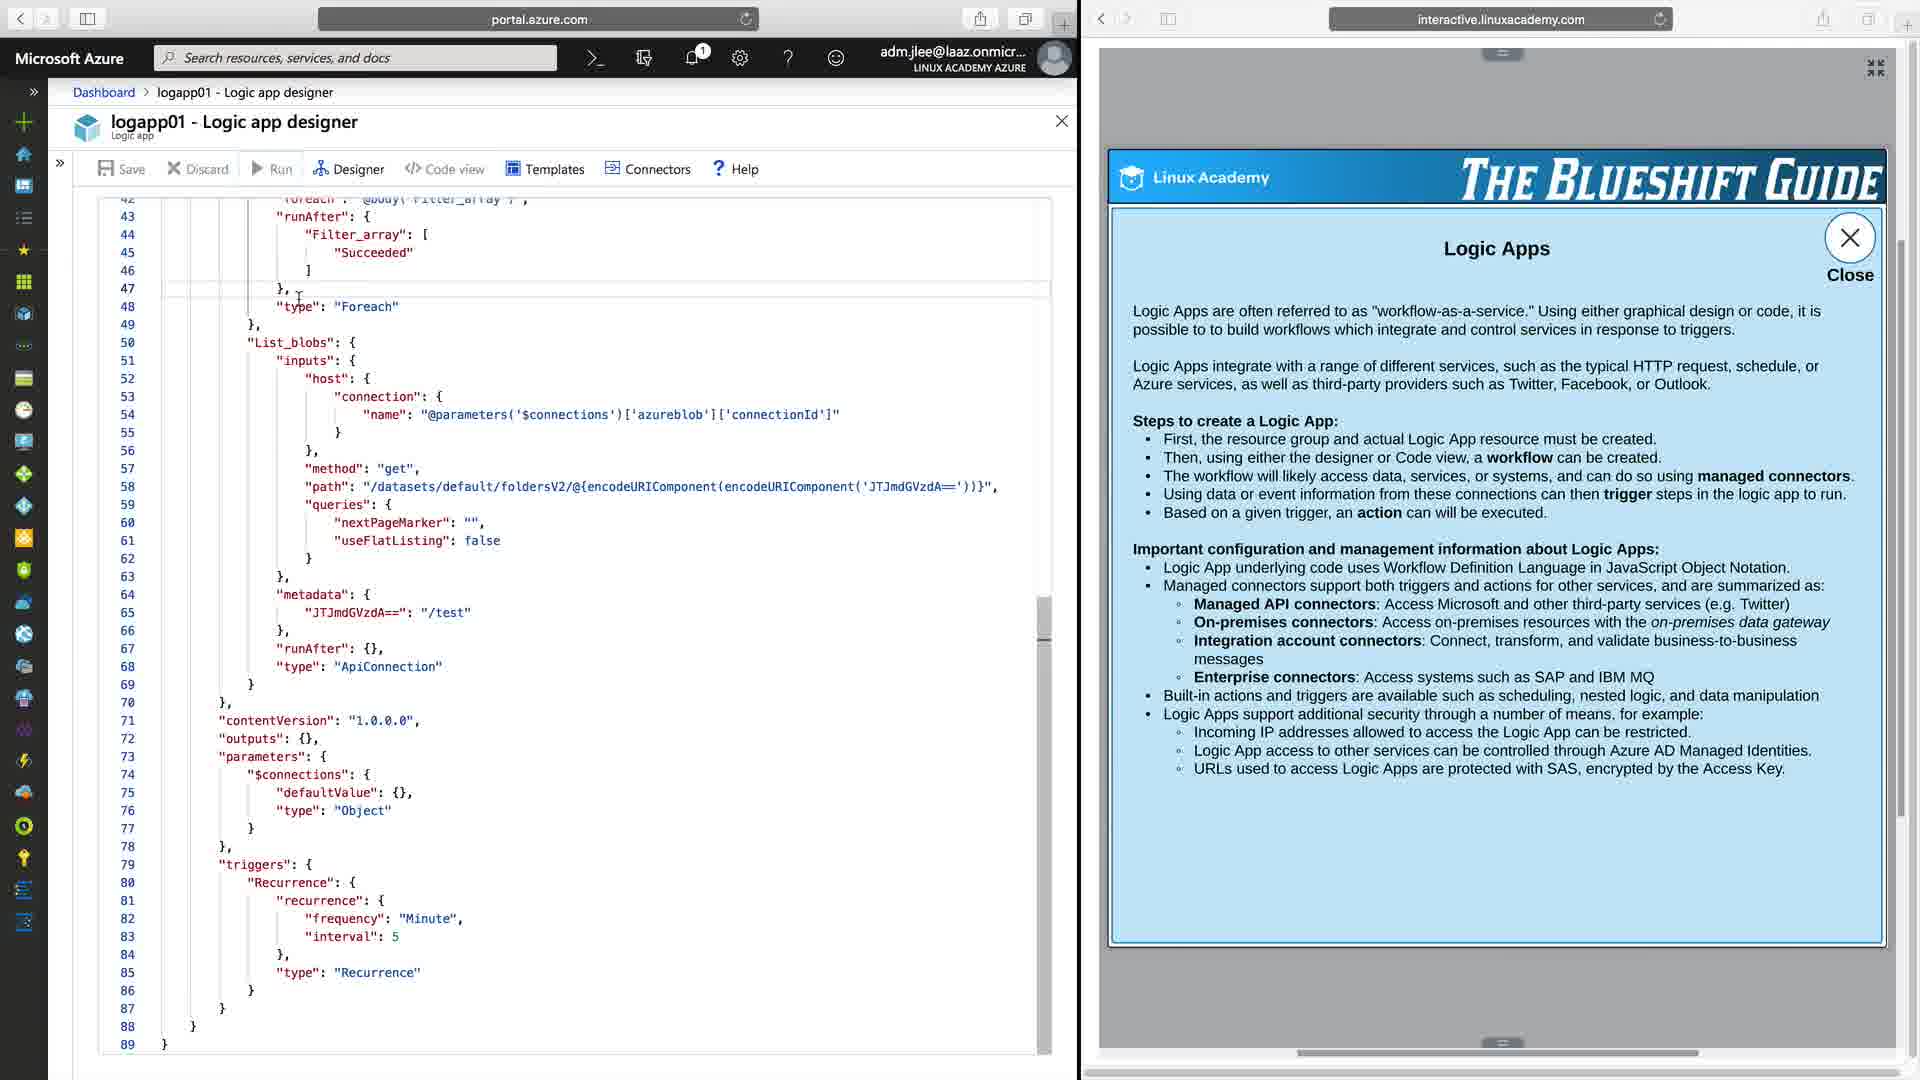 portal.azure.com
Microsoft Azure
Search resources, services, and docs
1
adm.jlee@laaz.onmicr...
LINUX ACADEMY AZURE
Dashboard > logapp01 - Logic app designer
logapp01 - Logic app designer
Logic app
Save
Discard
Run
Designer
</> Code view
Templates
Connectors
? Help
42 "foreach": "@body('Filter_array')",
43 "runAfter": {
44 "Filter_array": [
45 "Succeeded"
46 ]
47 },
48 "type": "Foreach"
49 },
50 "List_blobs": {
51 "inputs": {
52 "host": {
53 "connection": {
54 "name": "@parameters('$connections')['azureblob']['connectionId']"
55 }
56 },
57 "method": "get",
58 "path": "/datasets/default/foldersV2/@{encodeURIComponent(encodeURIComponent('JTJmdGVzdA=='))}",
59 "queries": {
60 "nextPageMarker": "",
61 "useFlatListing": false
62 }
63 },
64 "metadata": {
65 "JTJmdGVzdA==": "/test"
66 },
67 "runAfter": {},
68 "type": "ApiConnection"
69 }
70 },
71 "contentVersion": "1.0.0.0",
72 "outputs": {},
73 "parameters": {
74 "$connections": {
75 "defaultValue": {},
76 "type": "Object"
77 }
78 },
79 "triggers": {
80 "Recurrence": {
81 "recurrence": {
82 "frequency": "Minute",
83 "interval": 5
84 },
85 "type": "Recurrence"
86 }
87 }
88 }
89 }
interactive.linuxacademy.com
Linux Academy
THE BLUESHIFT GUIDE
Logic Apps
Close
Logic Apps are often referred to as "workflow-as-a-service." Using either graphical design or code, it is
possible to to build workflows which integrate and control services in response to triggers.
Logic Apps integrate with a range of different services, such as the typical HTTP request, schedule, or
Azure services, as well as third-party providers such as Twitter, Facebook, or Outlook.
Steps to create a Logic App:
• First, the resource group and actual Logic App resource must be created.
• Then, using either the designer or Code view, a workflow can be created.
• The workflow will likely access data, services, or systems, and can do so using managed connectors.
• Using data or event information from these connections can then trigger steps in the logic app to run.
• Based on a given trigger, an action can will be executed.
Important configuration and management information about Logic Apps:
• Logic App underlying code uses Workflow Definition Language in JavaScript Object Notation.
• Managed connectors support both triggers and actions for other services, and are summarized as:
◦ Managed API connectors: Access Microsoft and other third-party services (e.g. Twitter)
◦ On-premises connectors: Access on-premises resources with the on-premises data gateway
◦ Integration account connectors: Connect, transform, and validate business-to-business
messages
◦ Enterprise connectors: Access systems such as SAP and IBM MQ
• Built-in actions and triggers are available such as scheduling, nested logic, and data manipulation
• Logic Apps support additional security through a number of means, for example:
◦ Incoming IP addresses allowed to access the Logic App can be restricted.
◦ Logic App access to other services can be controlled through Azure AD Managed Identities.
◦ URLs used to access Logic Apps are protected with SAS, encrypted by the Access Key.